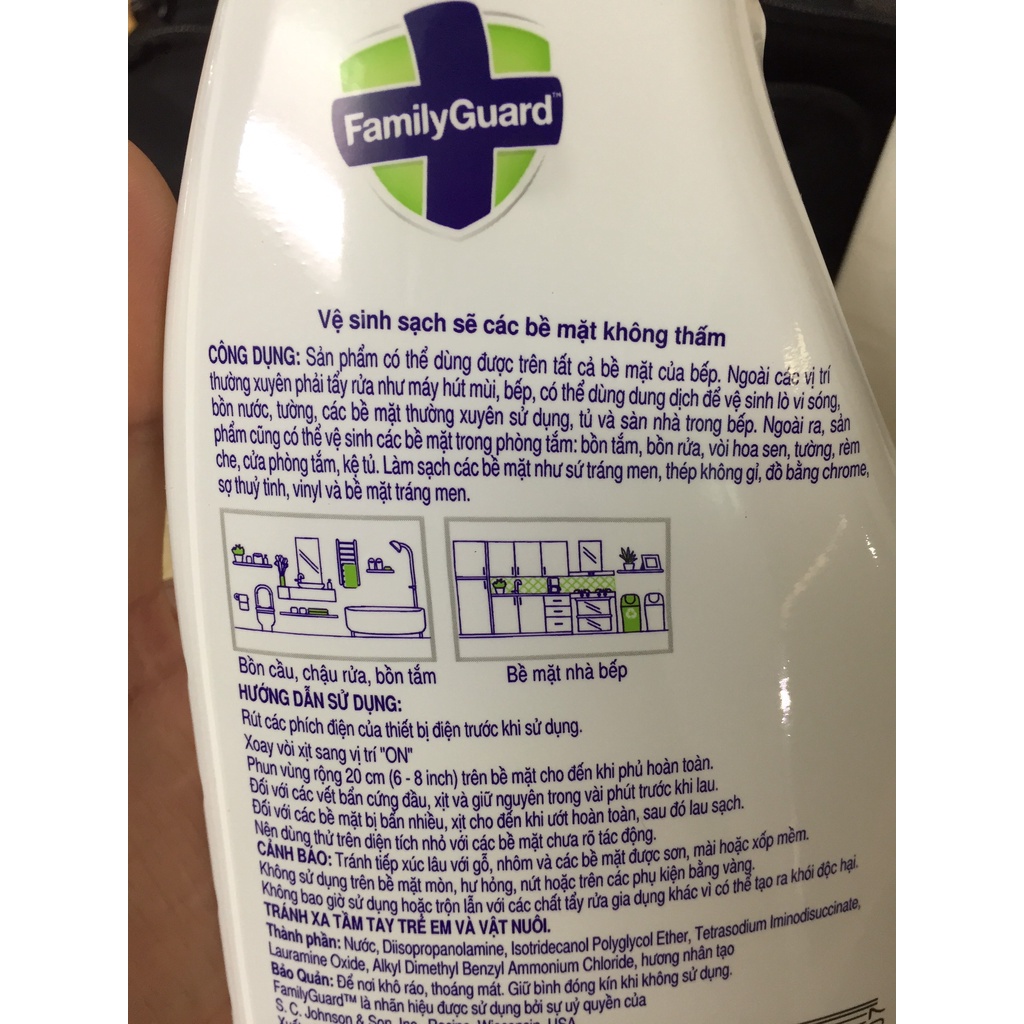 FamilyGuard™
Vệ sinh sạch sẽ các bề mặt không thấm
CÔNG DỤNG: Sản phẩm có thể dùng được trên tất cả bề mặt của bếp. Ngoài các vị trí
thường xuyên phải tẩy rửa như máy hút mùi, bếp, có thể dùng dung dịch để vệ sinh lò vi sóng,
bồn nước, tường, các bề mặt thường xuyên sử dụng, tủ và sàn nhà trong bếp. Ngoài ra, sản
phẩm cũng có thể vệ sinh các bề mặt trong phòng tắm: bồn tắm, bồn rửa, vòi hoa sen, tường, rèm
che, cửa phòng tắm, kệ tủ. Làm sạch các bề mặt như sứ tráng men, thép không gỉ, đồ bằng chrome,
sợ thuỷ tinh, vinyl và bề mặt tráng men.
Bồn cầu, chậu rửa, bồn tắm
Bề mặt nhà bếp
HƯỚNG DẪN SỬ DỤNG:
Rút các phích điện của thiết bị điện trước khi sử dụng.
Xoay vòi xịt sang vị trí "ON"
Phun vùng rộng 20 cm (6 - 8 inch) trên bề mặt cho đến khi phủ hoàn toàn.
Đối với các vết bẩn cứng đầu, xịt và giữ nguyên trong vài phút trước khi lau.
Đối với các bề mặt bị bẩn nhiều, xịt cho đến khi ướt hoàn toàn, sau đó lau sạch.
Nên dùng thử trên diện tích nhỏ với các bề mặt chưa rõ tác động.
CẢNH BÁO: Tránh tiếp xúc lâu với gỗ, nhôm và các bề mặt được sơn, mài hoặc xốp mềm.
Không sử dụng trên bề mặt mòn, hư hỏng, nứt hoặc trên các phụ kiện bằng vàng.
Không bao giờ sử dụng hoặc trộn lẫn với các chất tẩy rửa gia dụng khác vì có thể tạo ra khói độc hại.
TRÁNH XA TẦM TAY TRẺ EM VÀ VẬT NUÔI.
Thành phần: Nước, Diisopropanolamine, Isotridecanol Polyglycol Ether, Tetrasodium Iminodisuccinate,
Lauramine Oxide, Alkyl Dimethyl Benzyl Ammonium Chloride, hương nhân tạo
Bảo Quản: Để nơi khô ráo, thoáng mát. Giữ bình đóng kín khi không sử dụng.
FamilyGuard™ là nhãn hiệu được sử dụng bởi sự uỷ quyền của
S. C. Johnson & Son, Inc., Racine, Wisconsin, USA